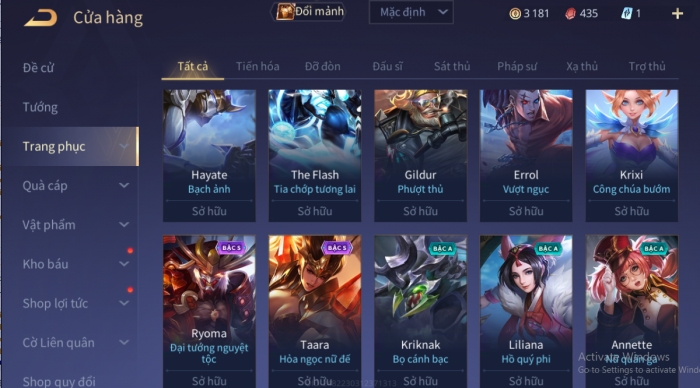 Cửa hàng
Đổi mảnh
Mặc định
3 181
435
1
Đề cử
Tướng
Trang phục
Quà cáp
Vật phẩm
Kho báu
Shop lợi tức
Cờ Liên quân
Shop quy đổi
Tất cả
Tiến hóa
Đỡ đòn
Đấu sĩ
Sát thủ
Pháp sư
Xạ thủ
Trợ thủ
Hayate
Bạch ảnh
Sở hữu
The Flash
Tia chớp tương lai
Sở hữu
Gildur
Phượt thủ
Sở hữu
Errol
Vượt ngục
Sở hữu
Krixi
Công chúa bướm
Sở hữu
BẬC S
Ryoma
Đại tướng nguyệt
tộc
Sở hữu
BẬC S
Taara
Hỏa ngọc nữ đế
Sở hữu
BẬC A
Kriknak
Bọ cánh bạc
Sở hữu
BẬC A
Liliana
Hồ quý phi
Sở hữu
BẬC A
Annette
Nữ quản gia
Sở hữu
Activate Windows
Go to Settings to activate Wind